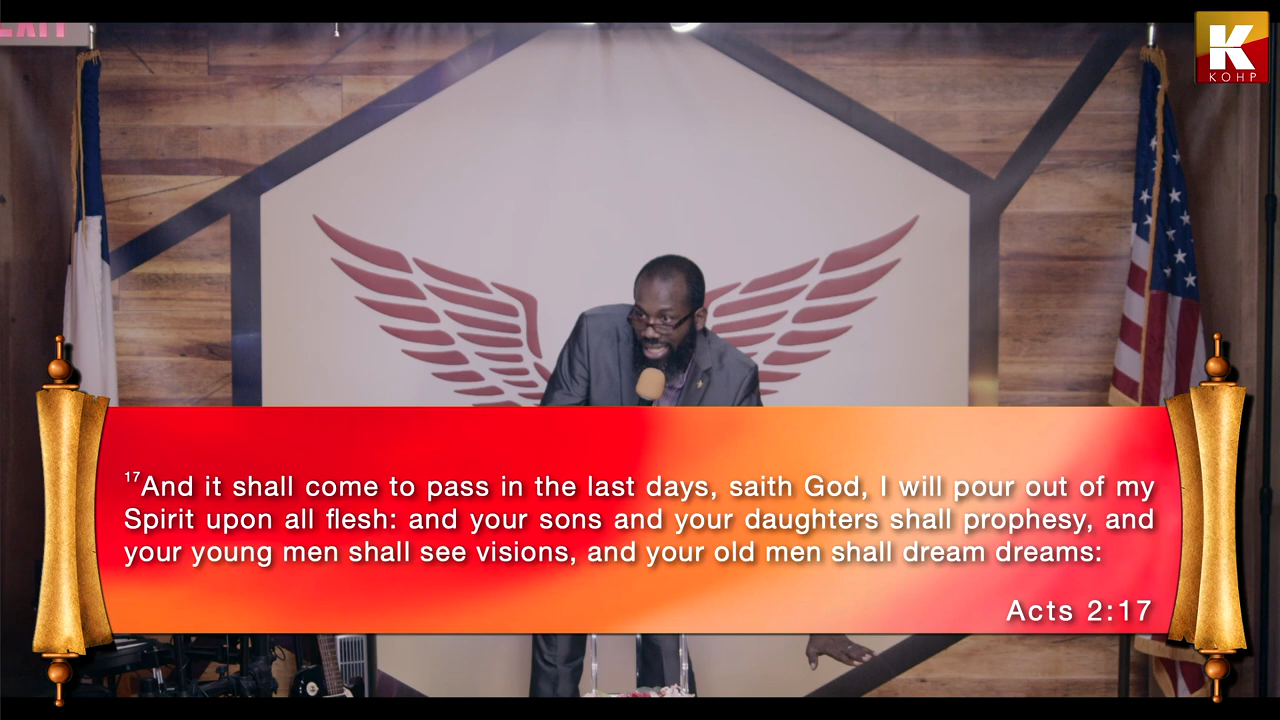 EXIT
K
KOHP
17And it shall come to pass in the last days, saith God, I will pour out of my
Spirit upon all flesh: and your sons and your daughters shall prophesy, and
your young men shall see visions, and your old men shall dream dreams:
Acts 2:17